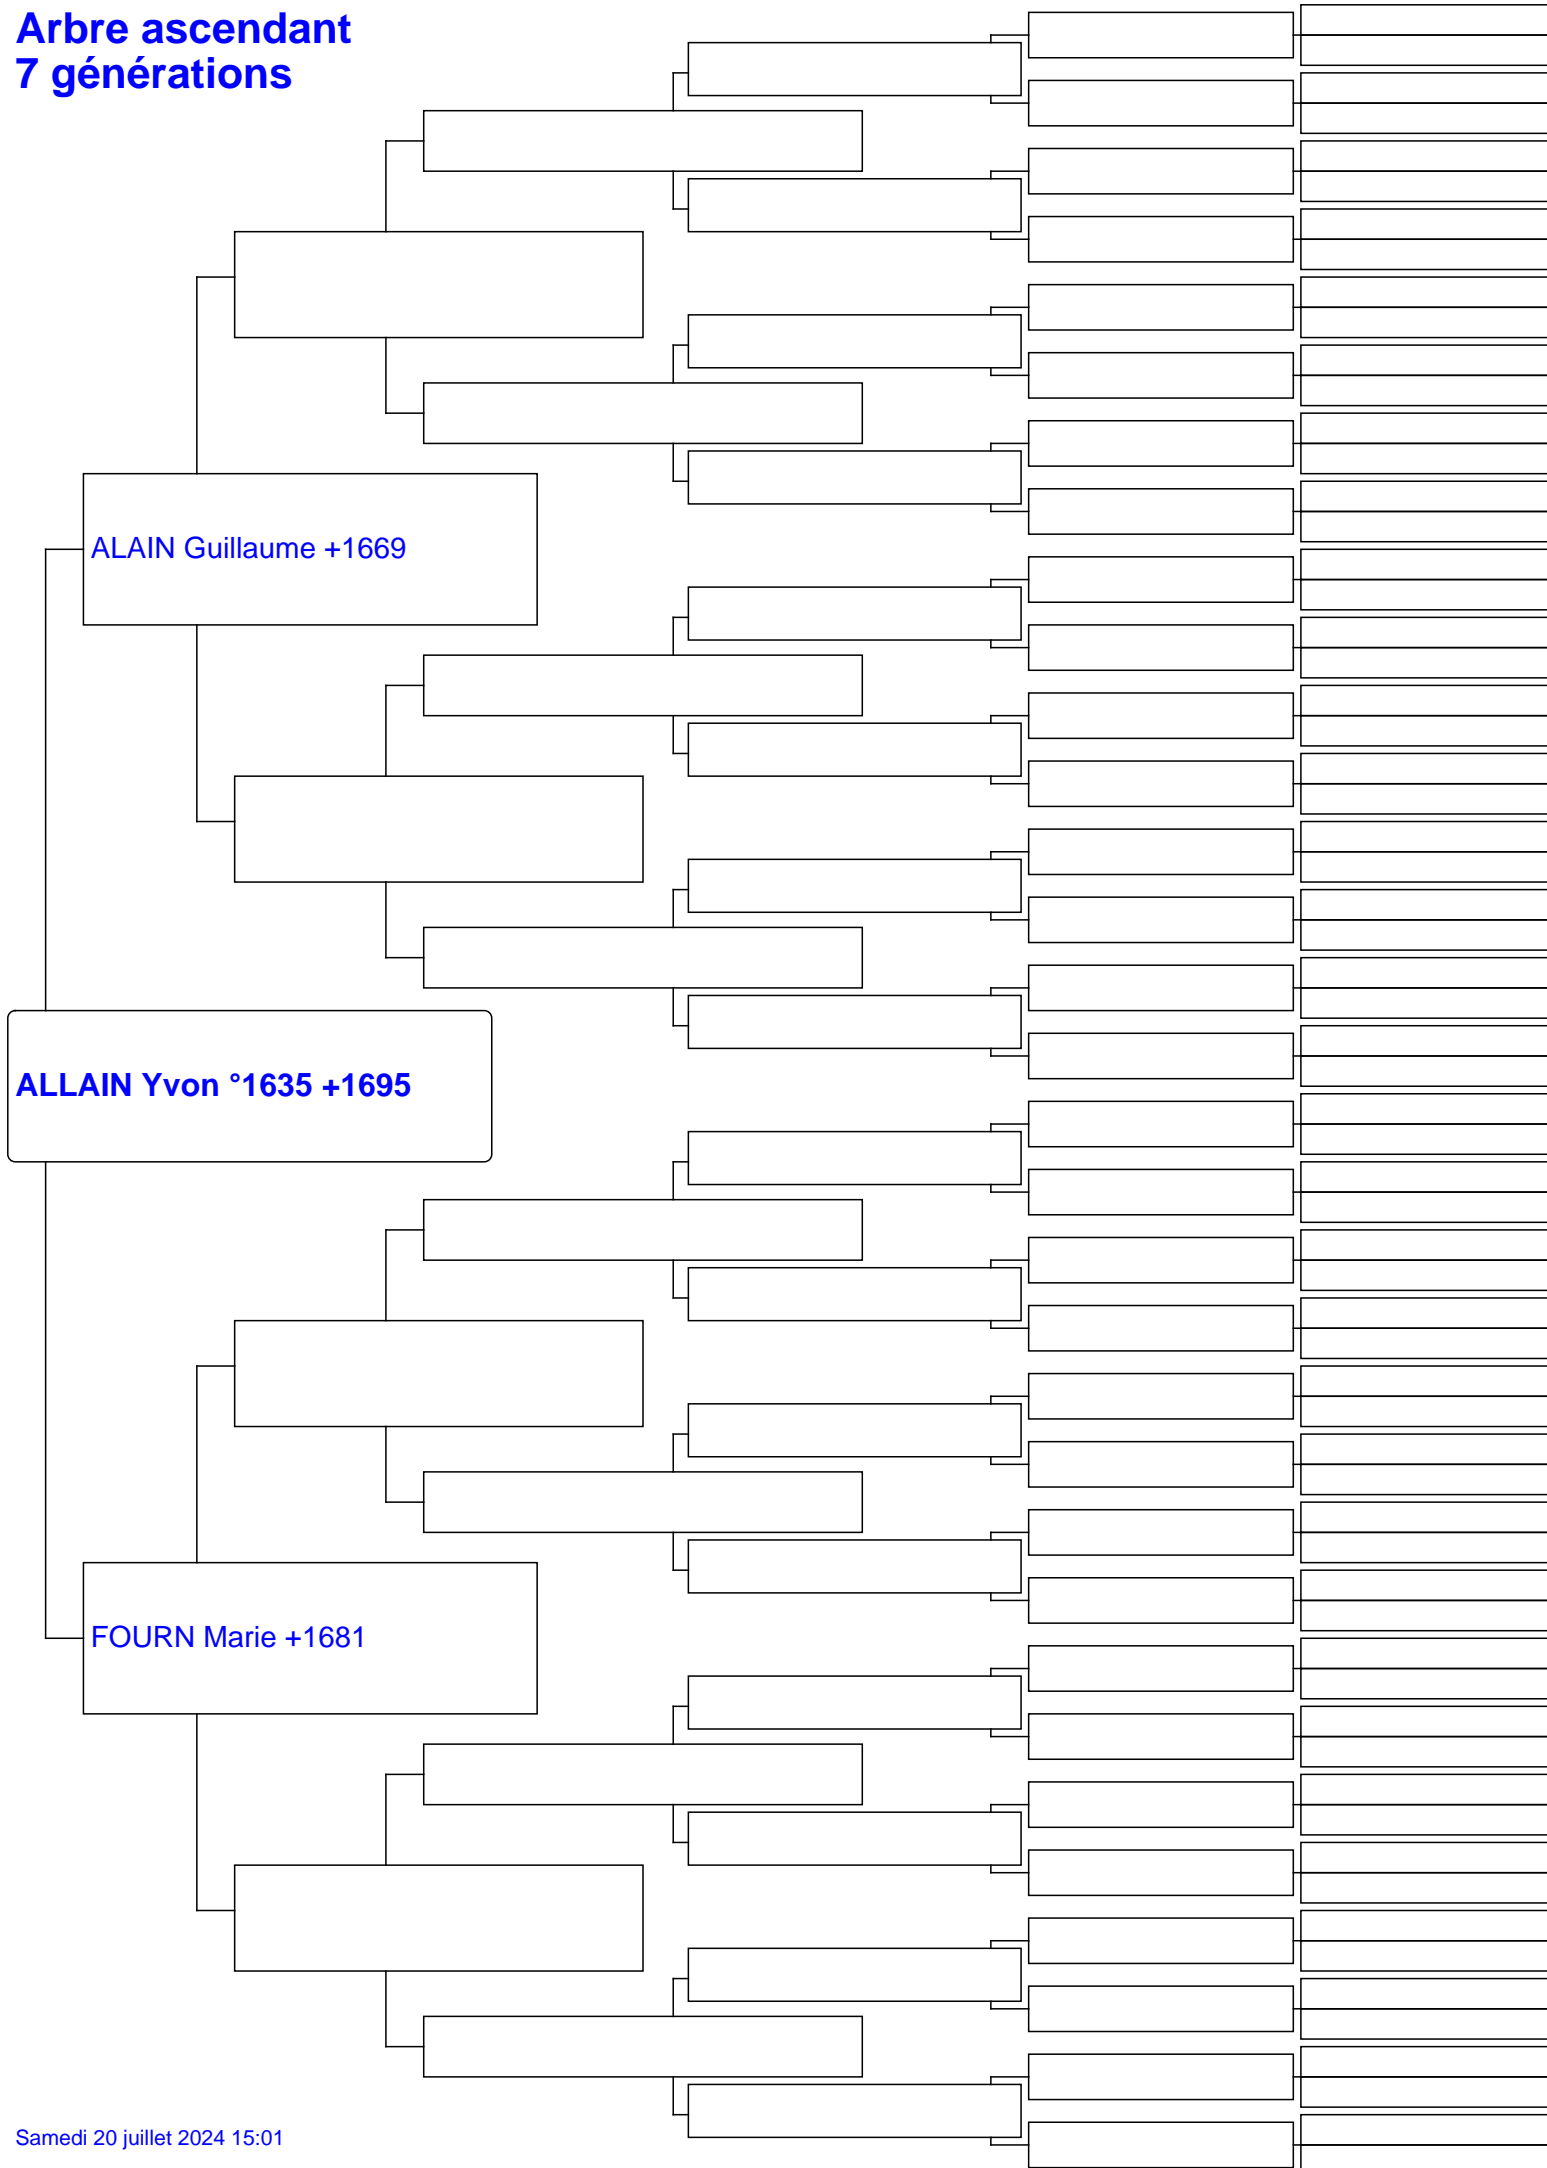 Arbre ascendant
7 générations
ALAIN Guillaume +1669
ALLAIN Yvon °1635 +1695
FOURN Marie +1681
Samedi 20 juillet 2024 15:01